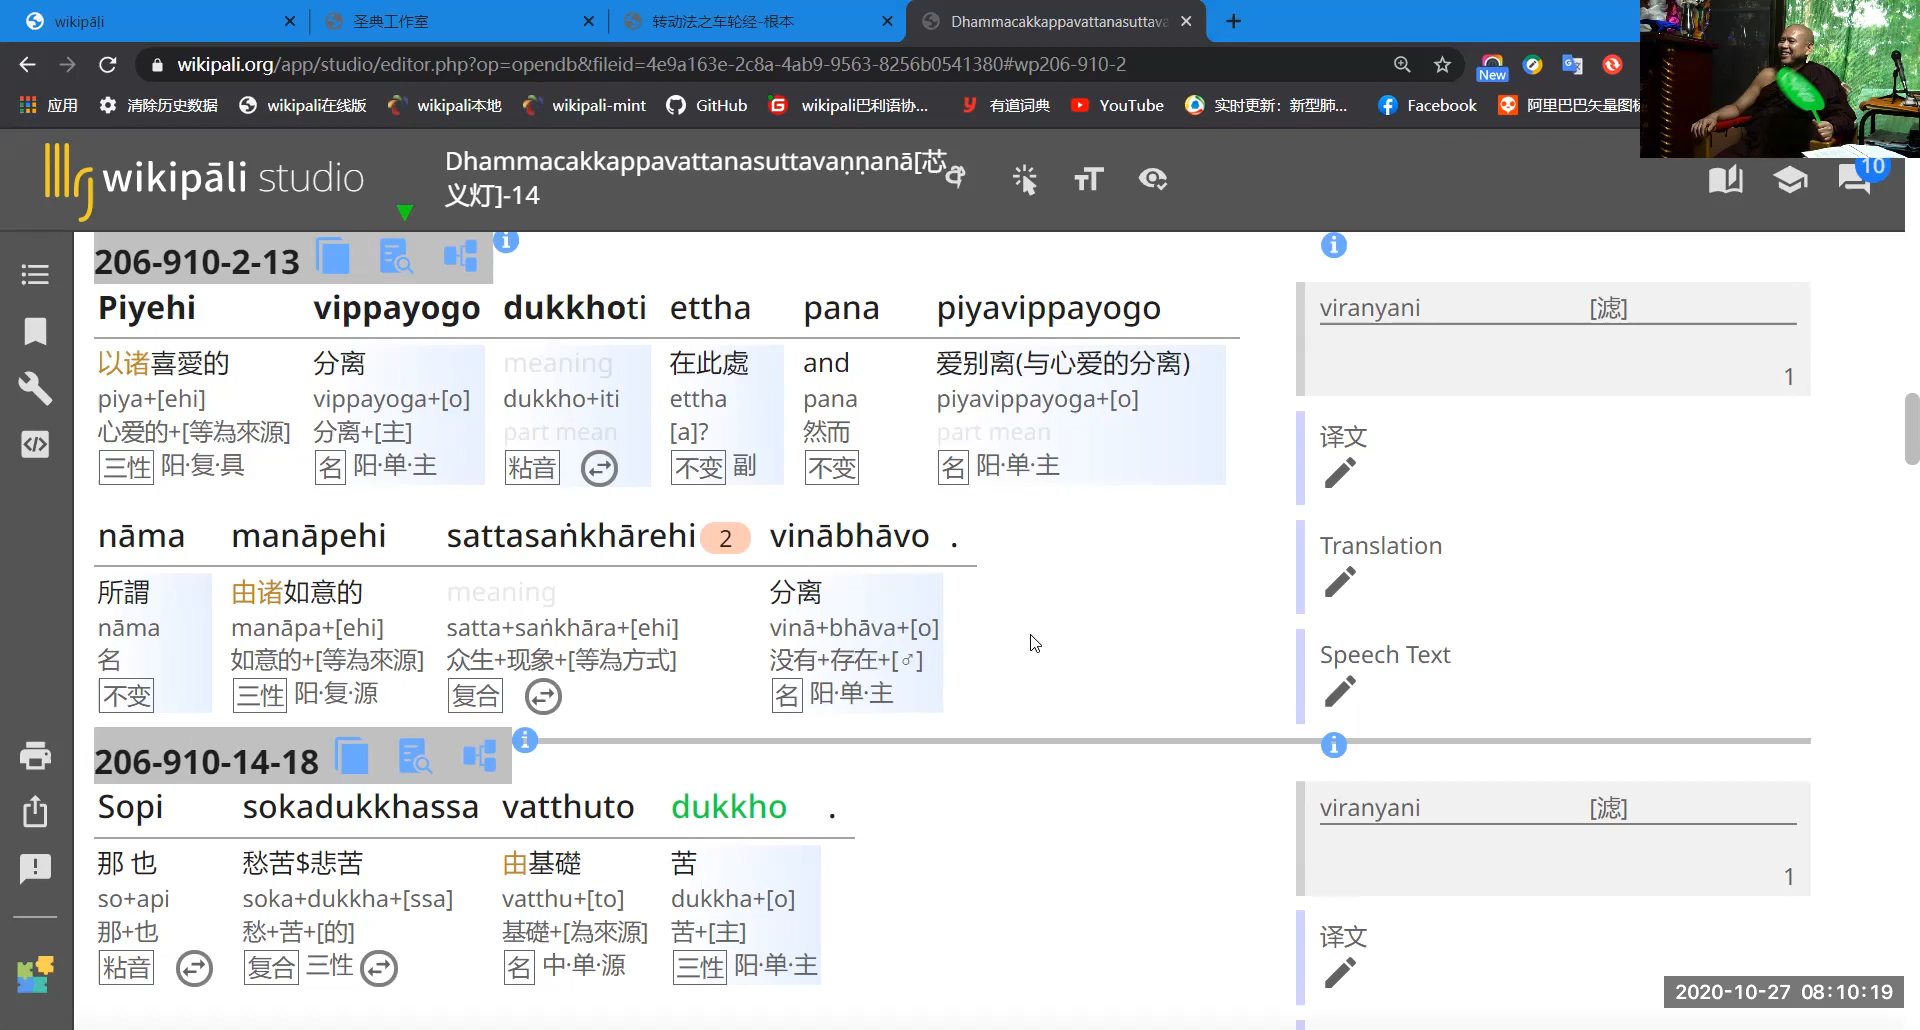 wikipāḷi
圣典工作室
转动法之车轮经-根本
Dhammacakkappavattanasuttava
wikipali.org/app/studio/editor.php?op=opendb&fileid=4e9a163e-2c8a-4ab9-9563-8256b0541380#wp206-910-2
New
应用
清除历史数据
wikipali在线版
wikipali本地
wikipali-mint
GitHub
wikipali巴利语协...
有道词典
YouTube
实时更新：新型肺...
Facebook
阿里巴巴矢量图标
wikipāli studio
Dhammacakkappavattanasuttavaṇṇanā[芯
义灯]-14
10
206-910-2-13
Piyehi vippayogo dukkhoti ettha pana piyavippayogo
以诸喜愛的 分离 meaning 在此處 and 爱别离(与心爱的分离)
piya+[ehi] vippayoga+[o] dukkho+iti ettha pana piyavippayoga+[o]
心爱的+[等為來源] 分离+[主] part mean [a]? 然而 part mean
三性 阳·复·具 名 阳·单·主 粘音 不变 副 不变 名 阳·单·主
nāma manāpehi sattasaṅkhārehi 2 vinābhāvo .
所謂 由诸如意的 meaning 分离
nāma manāpa+[ehi] satta+saṅkhāra+[ehi] vinā+bhāva+[o]
名 如意的+[等為來源] 众生+现象+[等為方式] 没有+存在+[♂]
不变 三性 阳·复·源 复合 名 阳·单·主
viranyani [滤]
1
译文
Translation
Speech Text
206-910-14-18
Sopi sokadukkhassa vatthuto dukkho .
那 也 愁苦$悲苦 由基礎 苦
so+api soka+dukkha+[ssa] vatthu+[to] dukkha+[o]
那+也 愁+苦+[的] 基礎+[為來源] 苦+[主]
粘音 复合 三性 名 中·单·源 三性 阳·单·主
viranyani [滤]
1
译文
2020-10-27 08:10:19